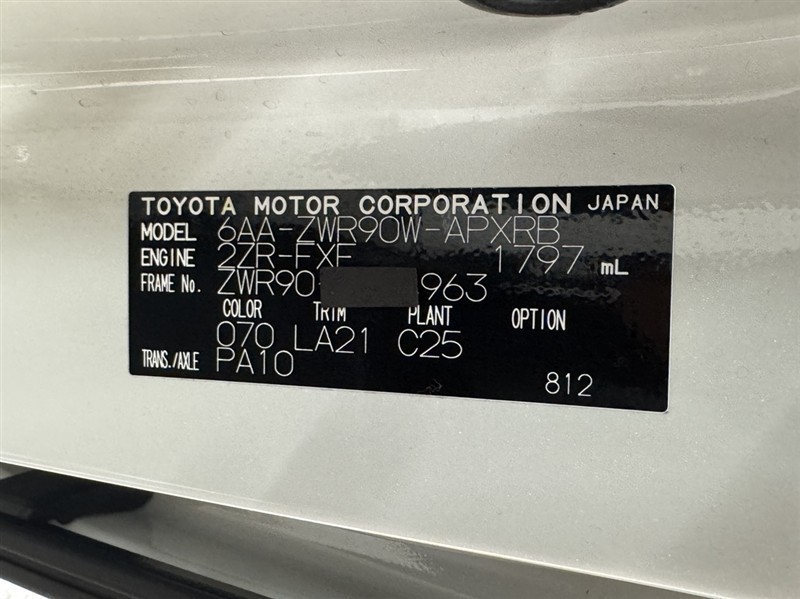 TOYOTA MOTOR CORPORATION JAPAN
MODEL 6AA-ZWR90W-APXRB
ENGINE 2ZR-FXE 1797 mL
FRAME No. ZWR90 963
COLOR TRIM PLANT OPTION
070 LA21 C25
TRANS./AXLE PA10
812